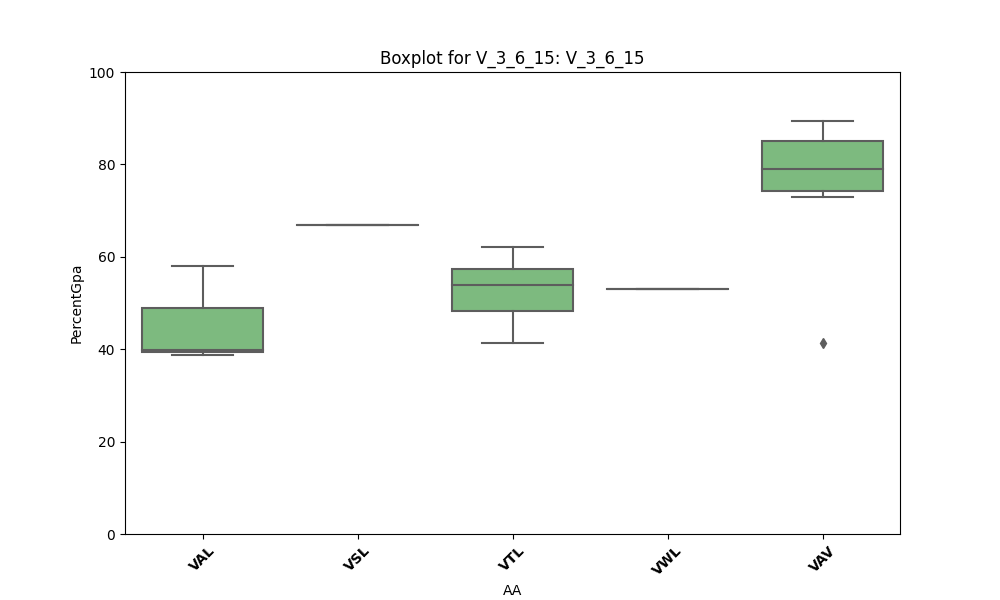 Boxplot for V_3_6_15: V_3_6_15
100
80
60
40
20
0
PercentGpa
VAL
VSL
VTL
VWL
VAV
AA